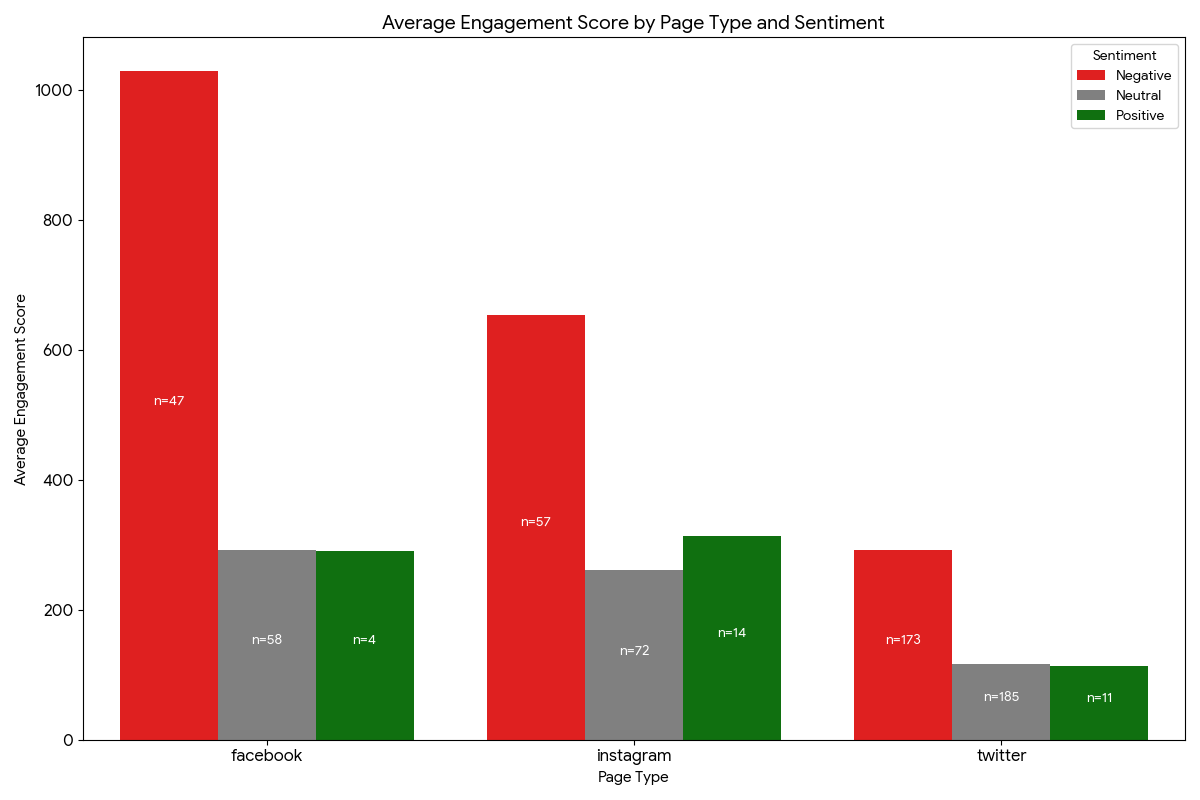 Average Engagement Score by Page Type and Sentiment
Sentiment
Negative
Neutral
Positive
Average Engagement Score
1000
800
600
400
200
0
n=47
n=58
n=4
n=57
n=72
n=14
n=173
n=185
n=11
facebook
instagram
twitter
Page Type